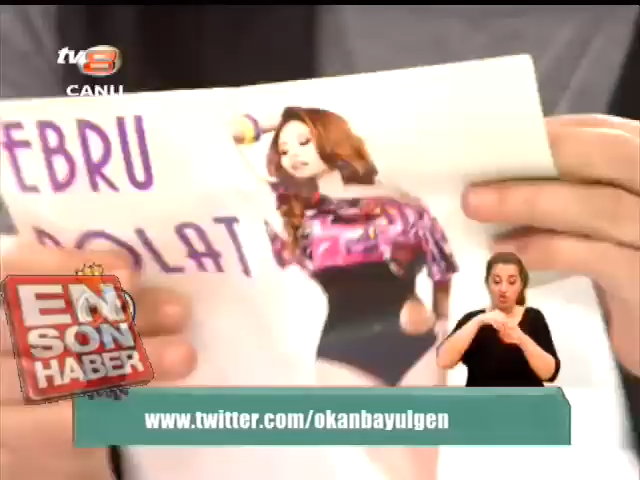 tv8
CANLI
EBRU
POLAT
EN
SON
HABER
www.twitter.com/okanbayulgen